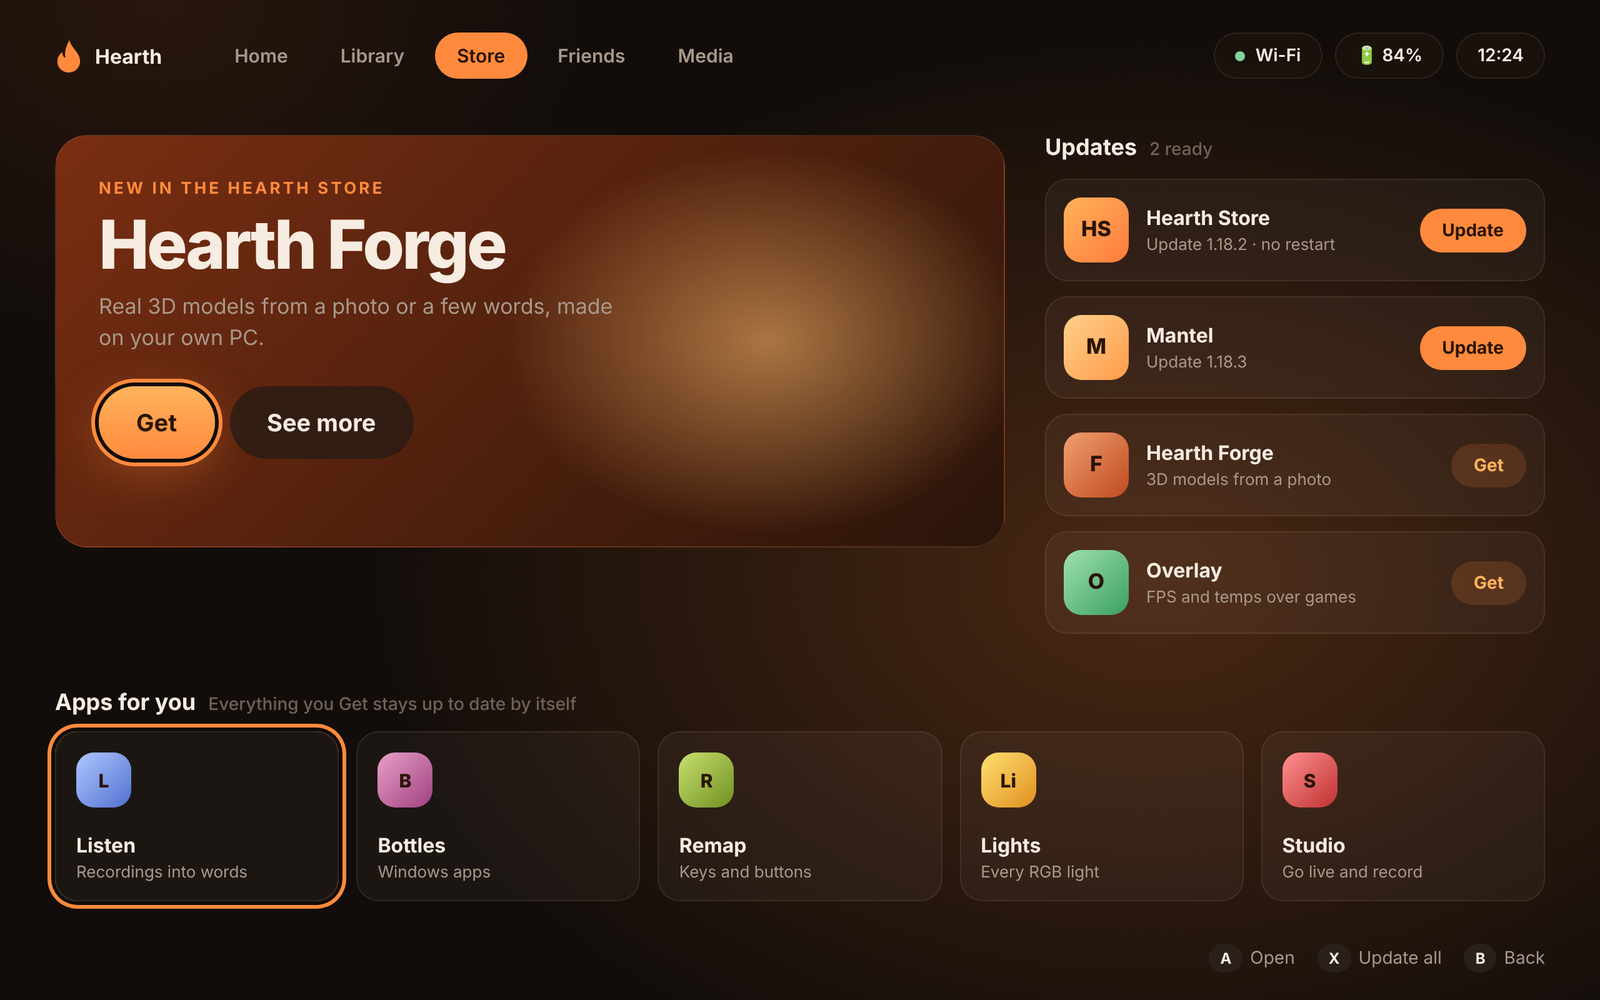 Hearth
Home
Library
Store
Friends
Media
Wi-Fi
84%
12:24
NEW IN THE HEARTH STORE
Hearth Forge
Real 3D models from a photo or a few words, made
on your own PC.
Get
See more
Updates 2 ready
HS
Hearth Store
Update 1.18.2 · no restart
Update
M
Mantel
Update 1.18.3
Update
F
Hearth Forge
3D models from a photo
Get
O
Overlay
FPS and temps over games
Get
Apps for you Everything you Get stays up to date by itself
L
Listen
Recordings into words
B
Bottles
Windows apps
R
Remap
Keys and buttons
Li
Lights
Every RGB light
S
Studio
Go live and record
A Open
X Update all
B Back